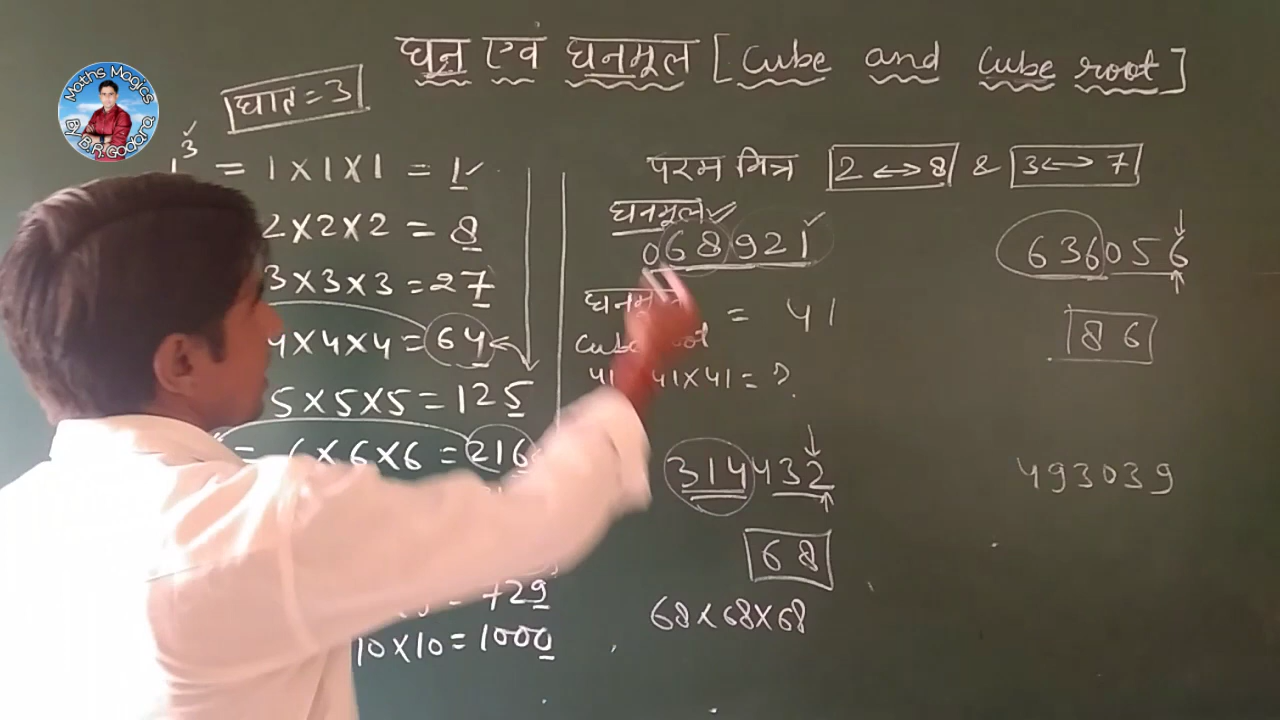 घन एवं घनमूल [Cube and Cube root]
Maths Magics
By B.R. Godara
घात = 3
1³ = 1×1×1 = 1
2×2×2 = 8
3×3×3 = 27
4×4×4 = 64
5×5×5 = 125
= 6×6×6 = 216
= 729
10×10 = 1000
परम मित्र 2 ↔ 8 & 3 ↔ 7
घनमूल
068921
घनमूल = 41
41×41 = ?
314432
68
68×68×68
636056
86
493039